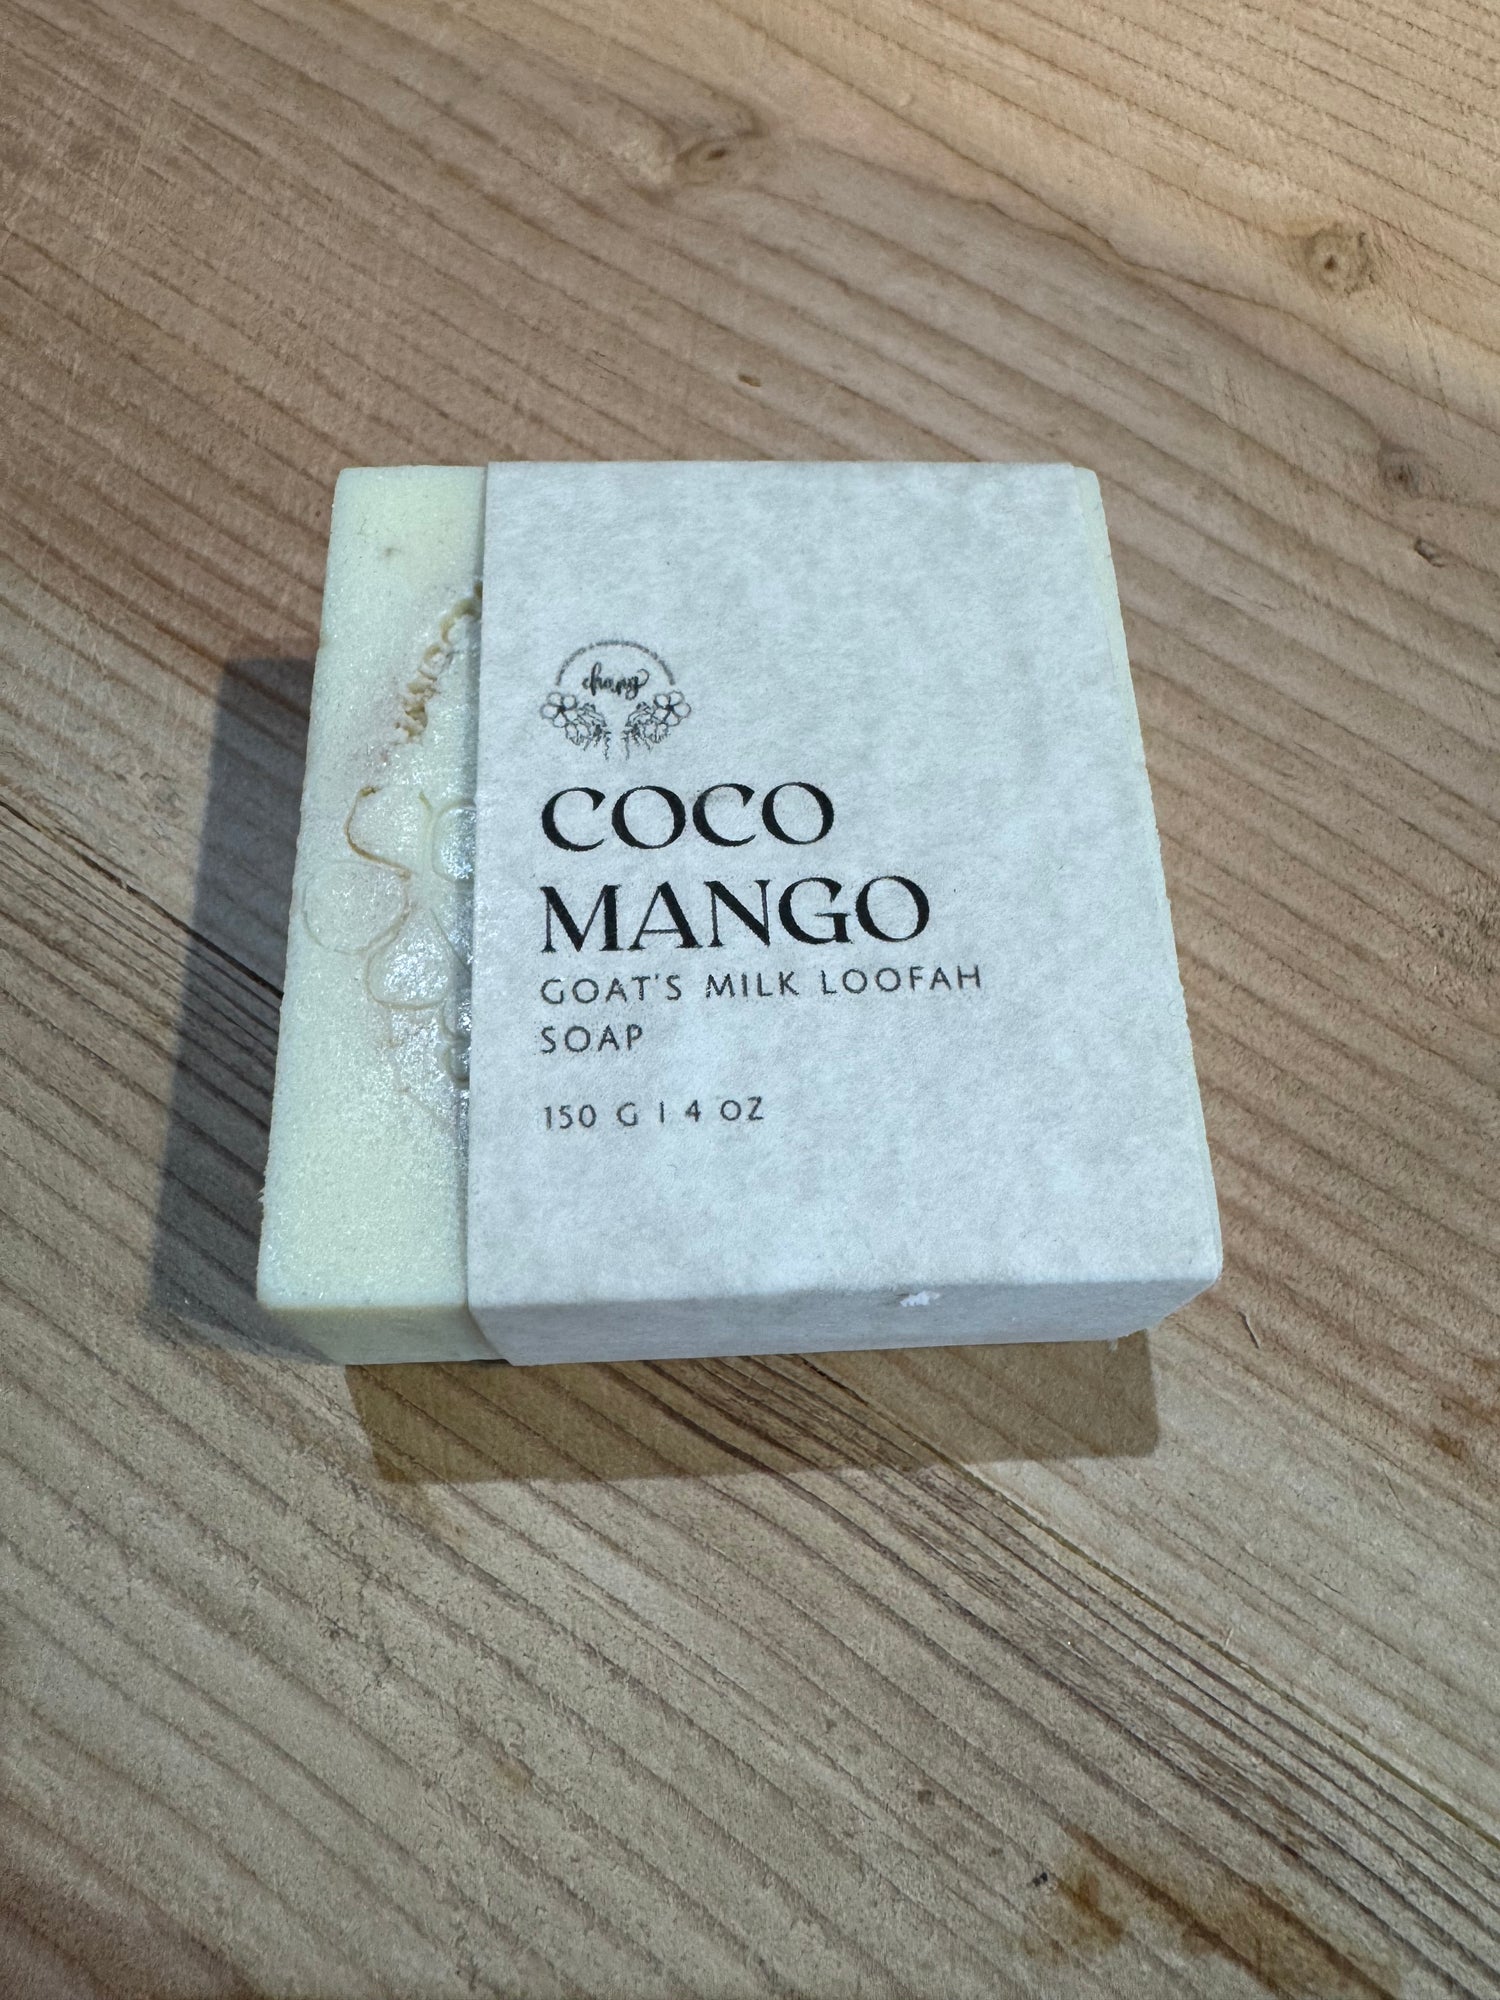 COCO
MANGO
GOAT'S MILK LOOFAH
SOAP
150 G | 4 OZ